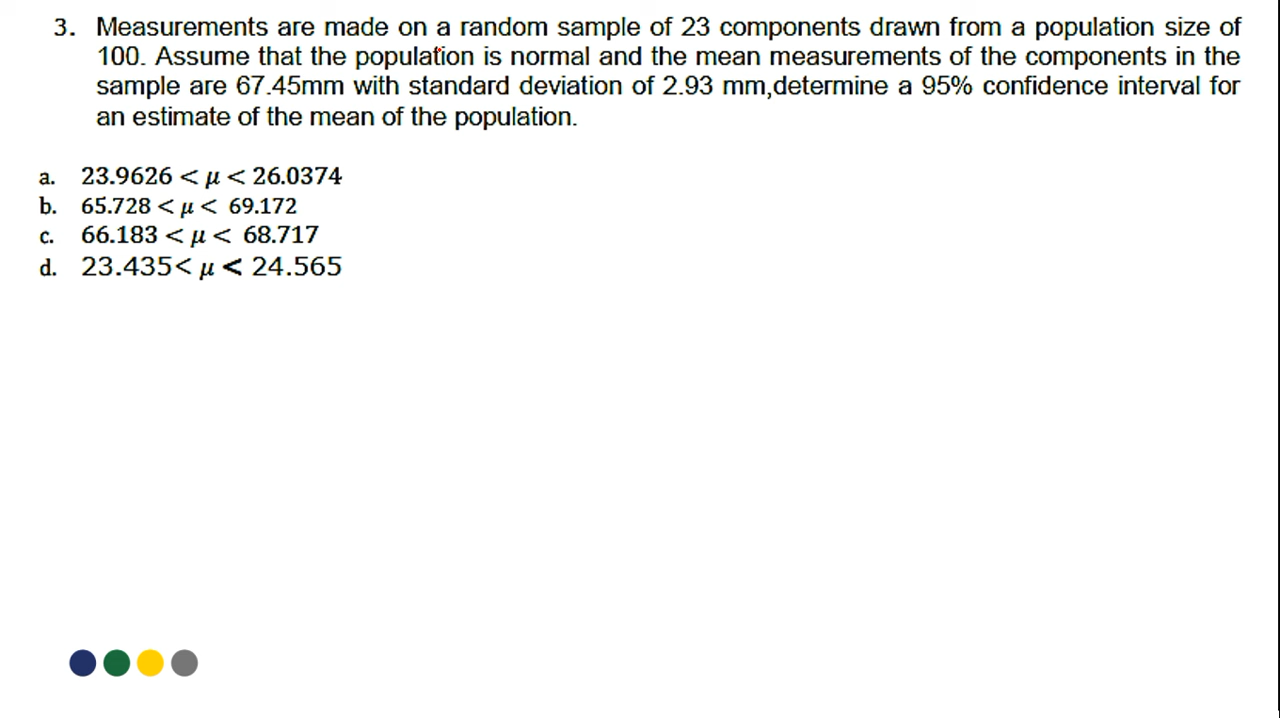 3. Measurements are made on a random sample of 23 components drawn from a population size of
100. Assume that the population is normal and the mean measurements of the components in the
sample are 67.45mm with standard deviation of 2.93 mm,determine a 95% confidence interval for
an estimate of the mean of the population.
a. 23.9626 < μ < 26.0374
b. 65.728 < μ < 69.172
c. 66.183 < μ < 68.717
d. 23.435< μ < 24.565